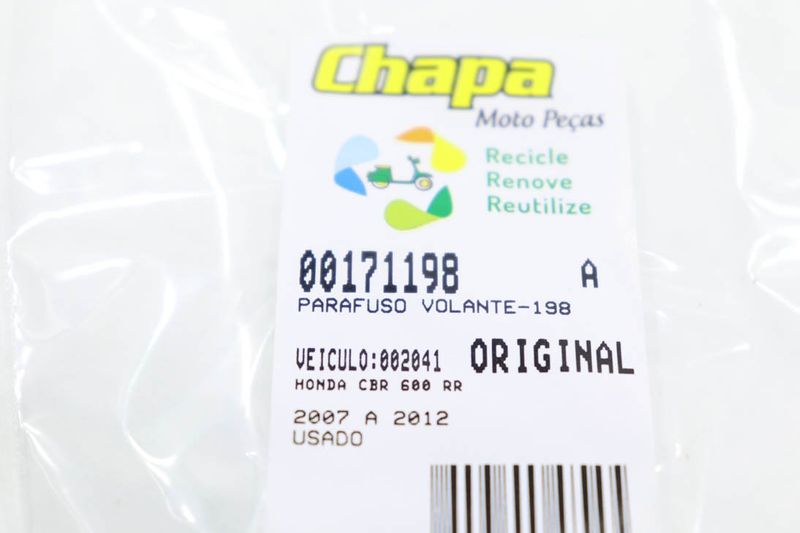 Chapa
Moto Peças
Recicle
Renove
Reutilize
00171198 A
PARAFUSO VOLANTE-198
VEICULO:002041 ORIGINAL
HONDA CBR 600 RR
2007 A 2012
USADO